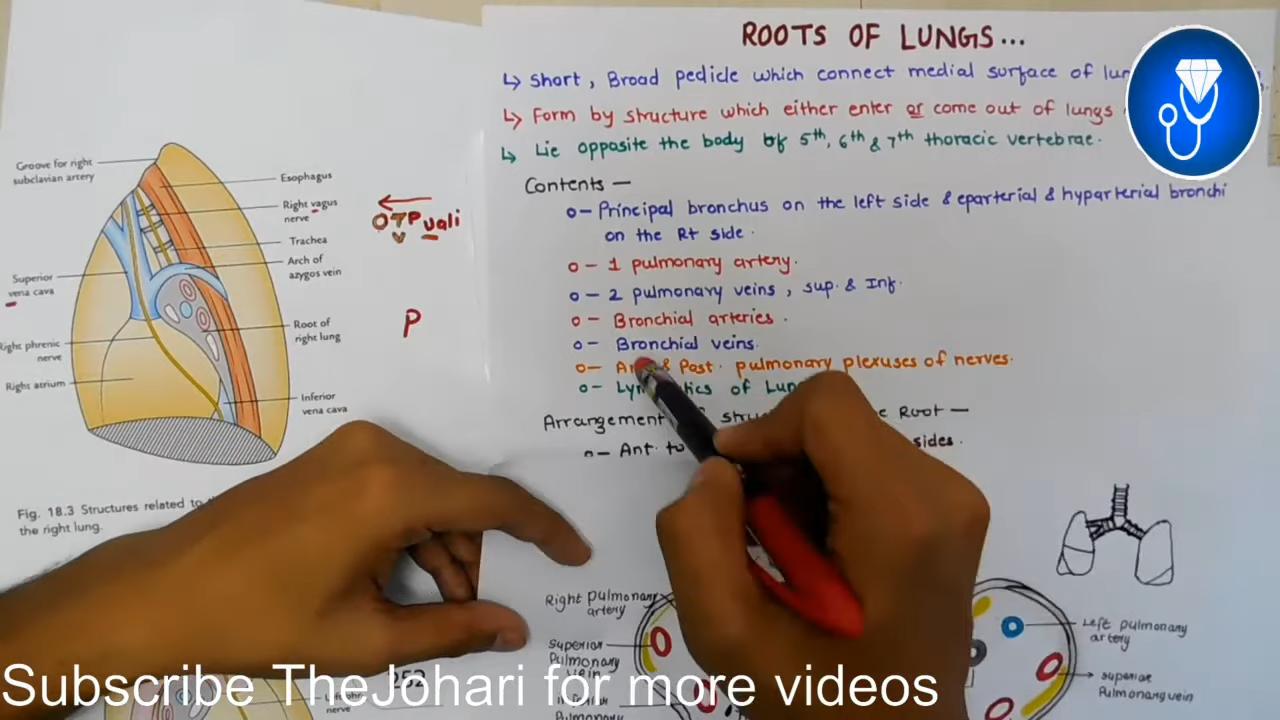 ROOTS OF LUNGS...
↳ Short, Broad pedicle which connect medial surface of
↳ Form by structure which either enter or come out of lungs
↳ Lie opposite the body of 5th, 6th & 7th thoracic vertebrae.
Contents —
o- Principal bronchus on the left side & eparterial & hyparterial bronchi
on the Rt side.
o- 1 pulmonary artery.
o- 2 pulmonary veins, sup. & Inf.
o- Bronchial arteries.
o- Bronchial veins.
o- & Post. pulmonary plexuses of nerves.
o- of
Arrangement Root —
o- Ant. to sides.
Groove for right
subclavian artery
Esophagus
Right vagus
nerve
Trachea
Arch of
azygos vein
Superior
vena cava
Root of
right lung
Right phrenic
nerve
Right atrium
Inferior
vena cava
P
Fig. 18.3 Structures related to
the right lung.
Right pulmonary
artery
Superior
Pulmonary
vein
Pulmonary
Left pulmonary
artery
superior
Pulmonary vein
nerve
Subscribe TheJohari for more videos